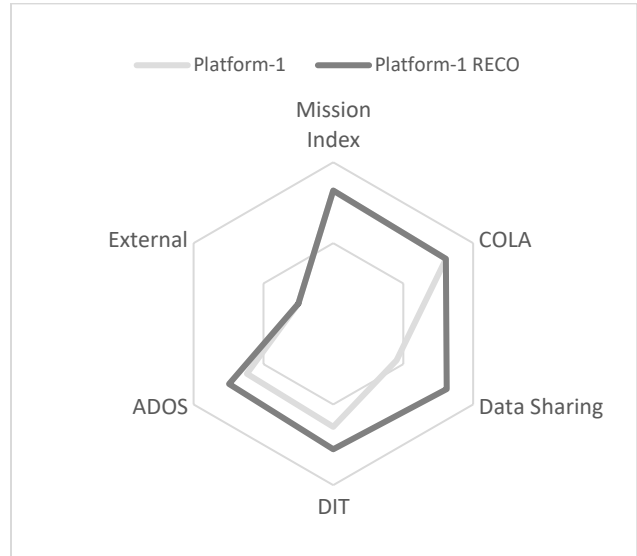 Platform-1 Platform-1 RECO
Mission
Index
External
COLA
ADOS
Data Sharing
DIT